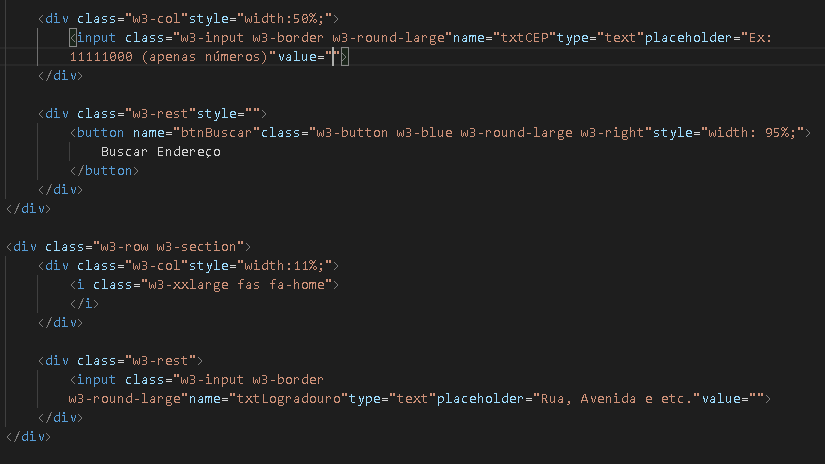 <div class="w3-col"style="width:50%;">
<input class="w3-input w3-border w3-round-large"name="txtCEP"type="text"placeholder="Ex:
11111000 (apenas números)"value="">
</div>
<div class="w3-rest"style="">
<button name="btnBuscar"class="w3-button w3-blue w3-round-large w3-right"style="width: 95%;">
Buscar Endereço
</button>
</div>
</div>
<div class="w3-row w3-section">
<div class="w3-col"style="width:11%;">
<i class="w3-xxlarge fas fa-home">
</i>
</div>
<div class="w3-rest">
<input class="w3-input w3-border
w3-round-large"name="txtLogradouro"type="text"placeholder="Rua, Avenida e etc."value="">
</div>
</div>